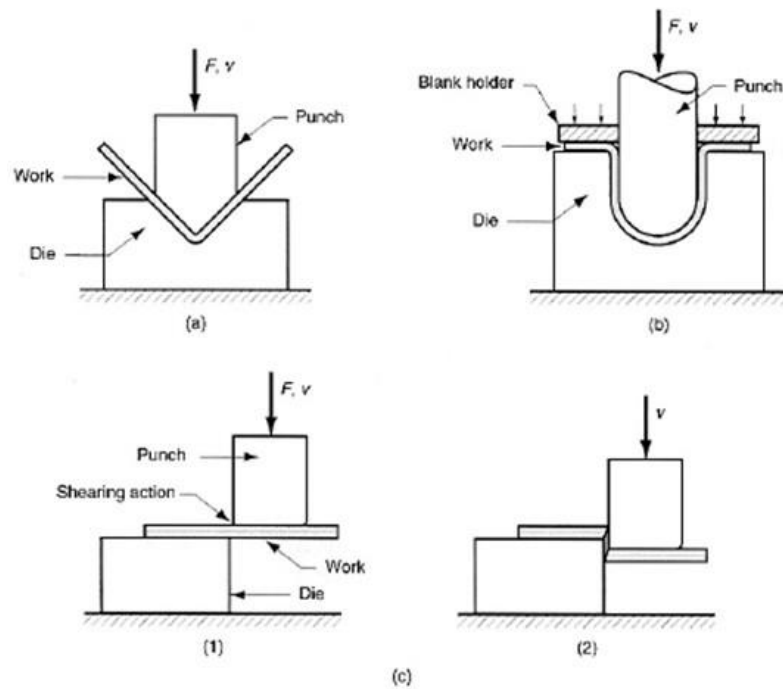 F, v
Punch
Work
Die
(a)
F, v
Blank holder
Punch
Work
Die
(b)
F, v
Punch
Shearing action
Work
Die
(1)
v
(2)
(c)